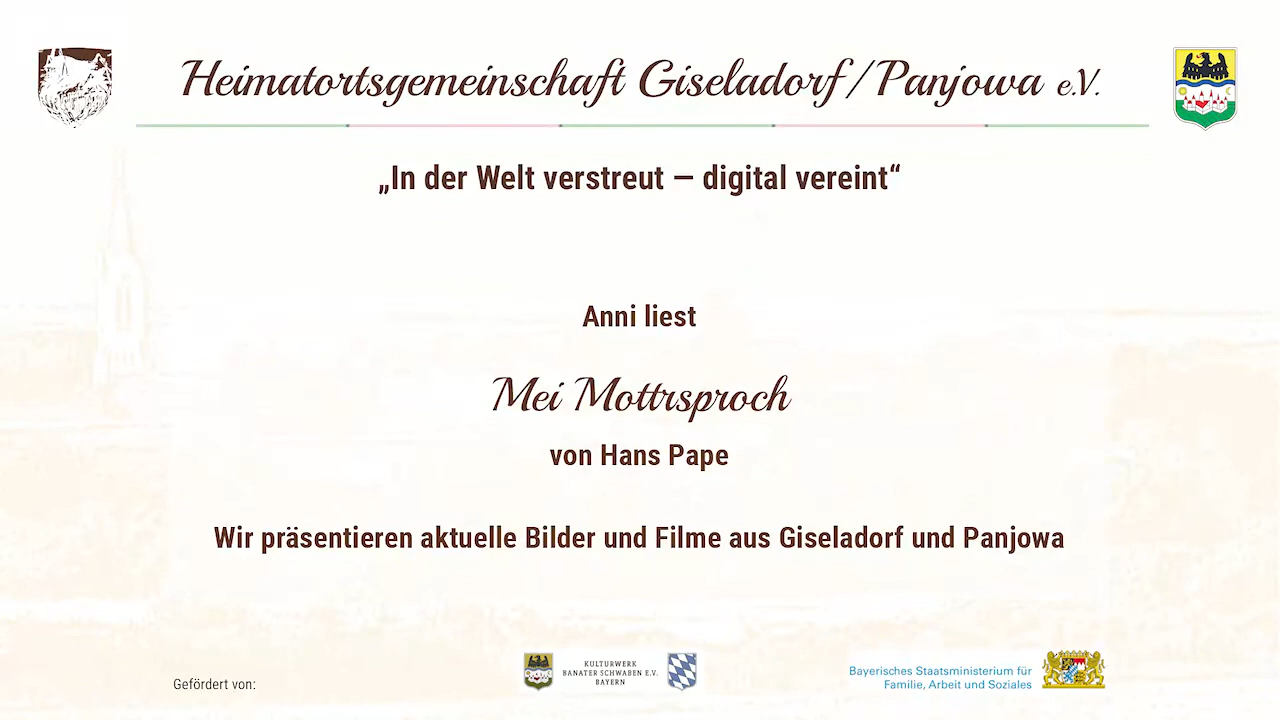 Heimatortsgemeinschaft Giseladorf/Panjowa e.V.
„In der Welt verstreut — digital vereint“
Anni liest
Mei Mottrsproch
von Hans Pape
Wir präsentieren aktuelle Bilder und Filme aus Giseladorf und Panjowa
Gefördert von:
KULTURWERK
BANATER SCHWABEN E.V.
BAYERN
Bayerisches Staatsministerium für
Familie, Arbeit und Soziales